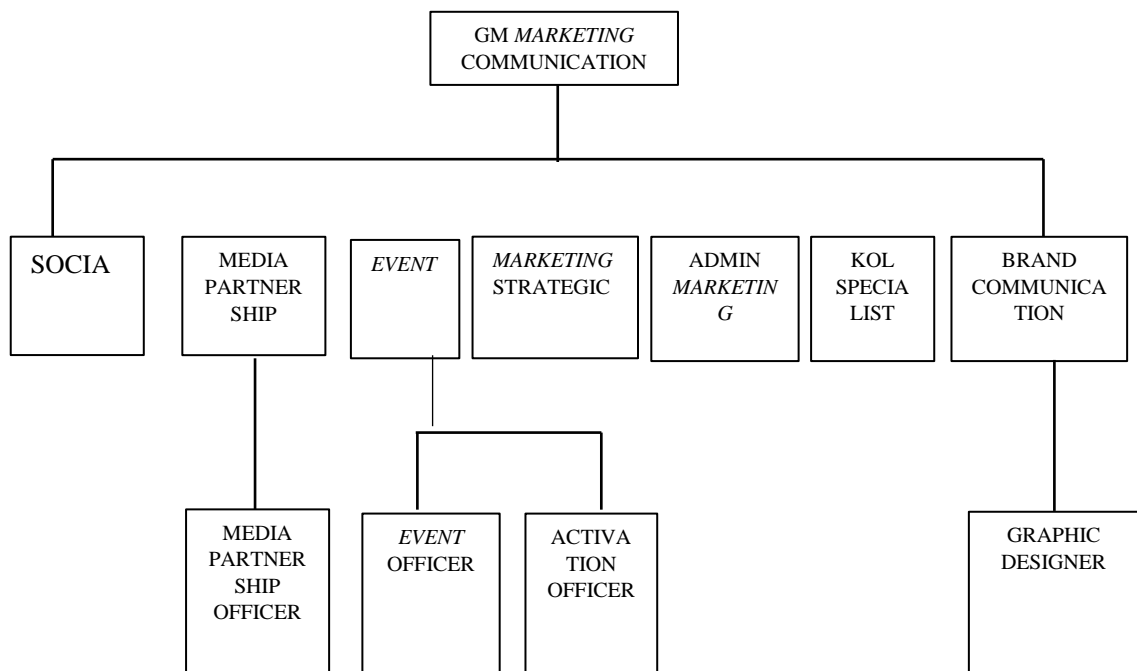 GM MARKETING
COMMUNICATION
SOCIA
MEDIA
PARTNER
SHIP
EVENT
MARKETING
STRATEGIC
ADMIN
MARKETIN
G
KOL
SPECIA
LIST
BRAND
COMMUNICA
TION
MEDIA
PARTNER
SHIP
OFFICER
EVENT
OFFICER
ACTIVA
TION
OFFICER
GRAPHIC
DESIGNER